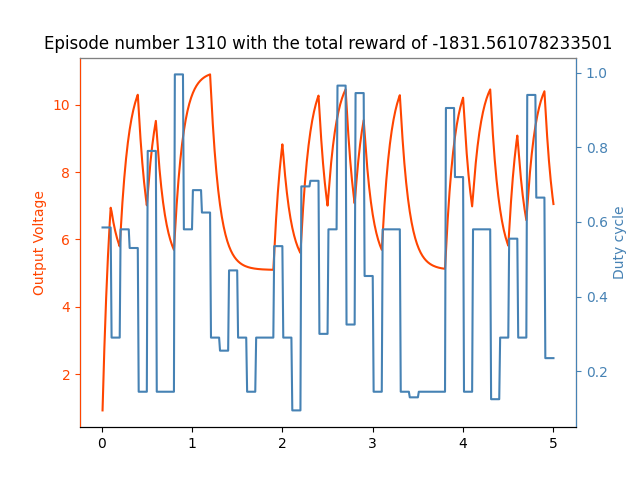 Episode number 1310 with the total reward of -1831.561078233501
Output Voltage
10
8
6
4
2
1.0
0.8
0.6
0.4
0.2
Duty cycle
0 1 2 3 4 5